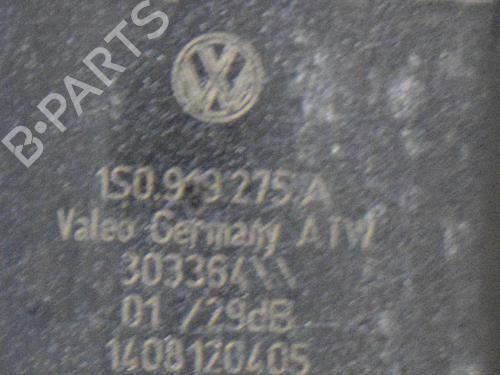 B-PARTS
1S0.919.275 A
Valeo Germany ATW
303364\\
01 /29dB
1408120405